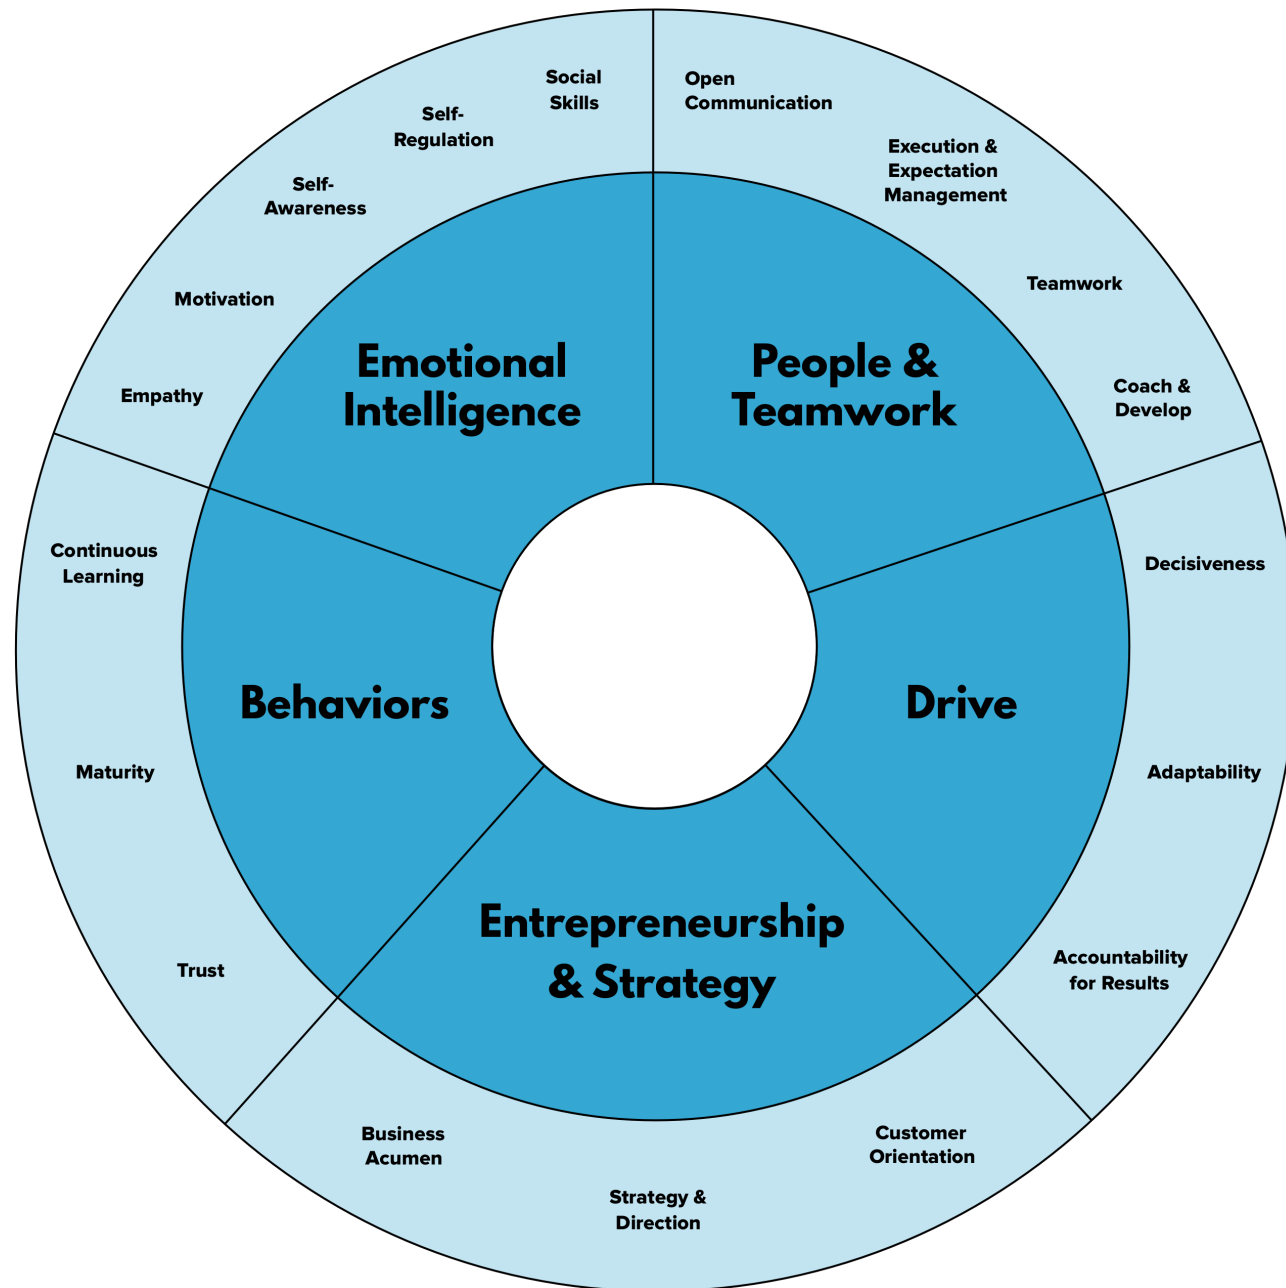 Social
Skills
Open
Communication
Self-
Regulation
Execution &
Expectation
Management
Self-
Awareness
Teamwork
Motivation
Emotional
Intelligence
People &
Teamwork
Empathy
Coach &
Develop
Continuous
Learning
Decisiveness
Behaviors
Drive
Maturity
Adaptability
Entrepreneurship
& Strategy
Trust
Accountability
for Results
Business
Acumen
Customer
Orientation
Strategy &
Direction